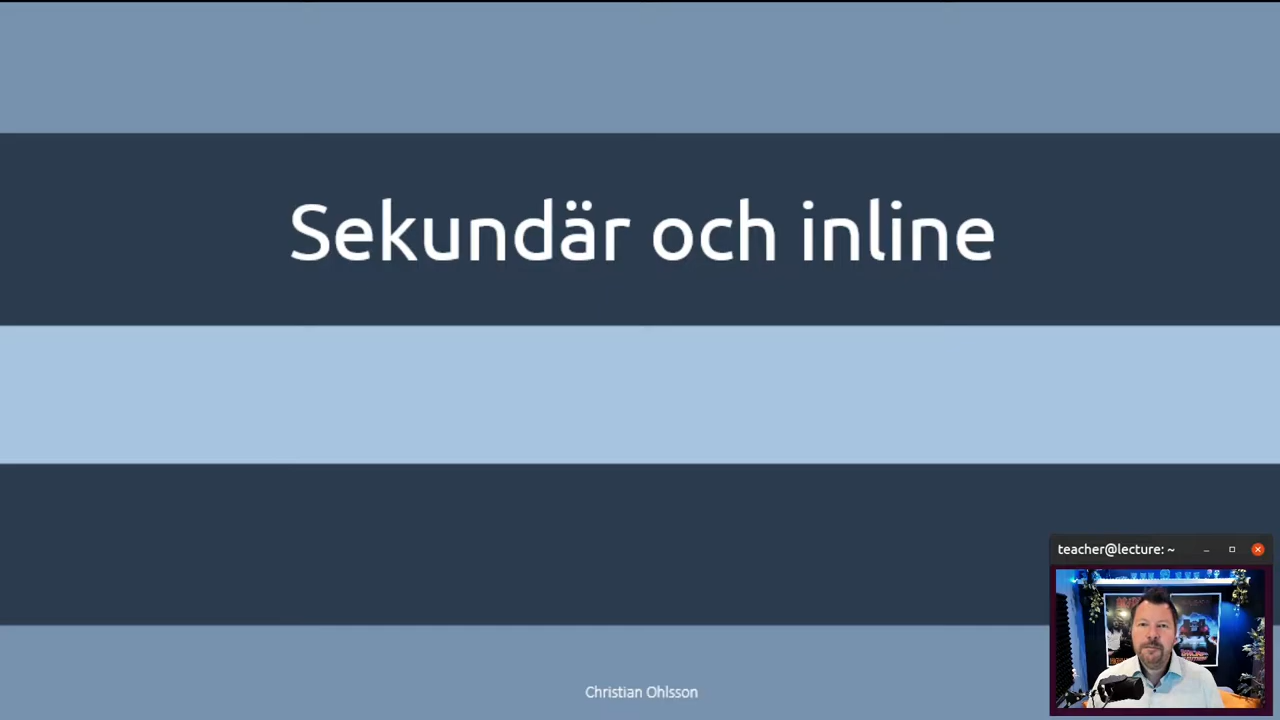 Sekundär och inline
teacher@lecture: ~
Christian Ohlsson